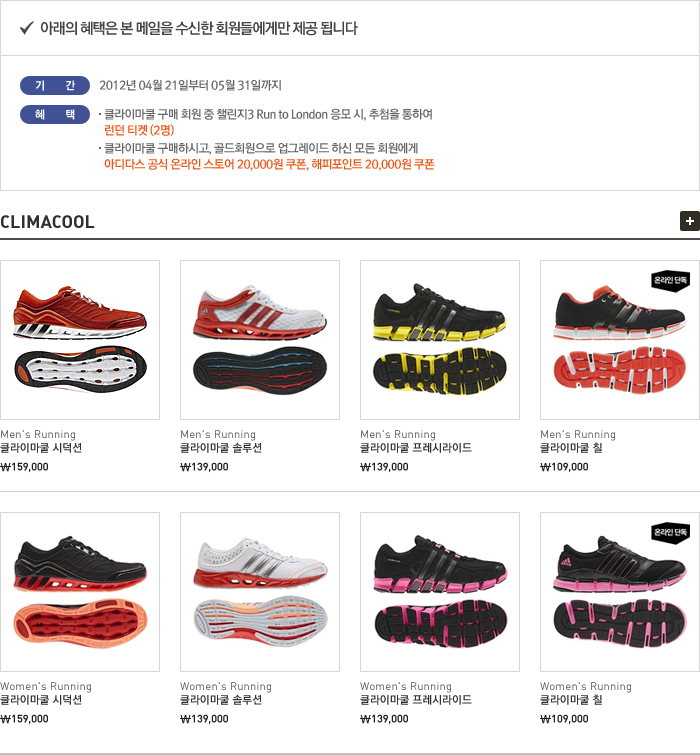 아래의 혜택은 본 메일을 수신한 회원들에게만 제공 됩니다
기 간 2012년 04월 21일부터 05월 31일까지
혜 택 · 클라이마쿨 구매 회원 중 챌린지3 Run to London 응모 시, 추첨을 통하여
런던 티켓 (2명)
· 클라이마쿨 구매하시고, 골드회원으로 업그레이드 하신 모든 회원에게
아디다스 공식 온라인 스토어 20,000원 쿠폰, 해피포인트 20,000원 쿠폰
CLIMACOOL
온라인 단독
Men's Running
클라이마쿨 시덕션
₩159,000
Men's Running
클라이마쿨 솔루션
₩139,000
Men's Running
클라이마쿨 프레시라이드
₩139,000
Men's Running
클라이마쿨 칠
₩109,000
온라인 단독
Women's Running
클라이마쿨 시덕션
₩159,000
Women's Running
클라이마쿨 솔루션
₩139,000
Women's Running
클라이마쿨 프레시라이드
₩139,000
Women's Running
클라이마쿨 칠
₩109,000